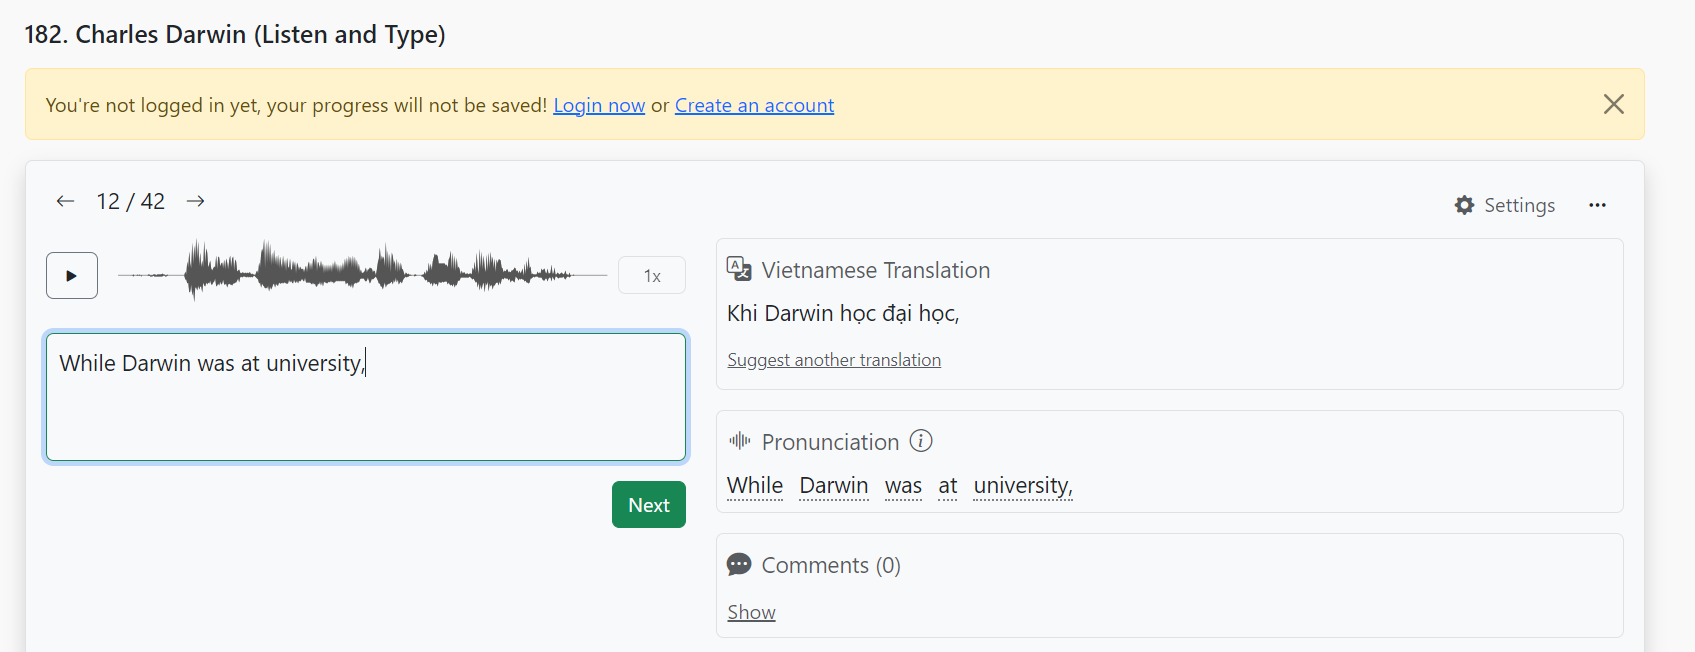 182. Charles Darwin (Listen and Type)
You're not logged in yet, your progress will not be saved! Login now or Create an account
12 / 42
Settings
1x
While Darwin was at university,
Next
Vietnamese Translation
Khi Darwin học đại học,
Suggest another translation
Pronunciation
While Darwin was at university,
Comments (0)
Show